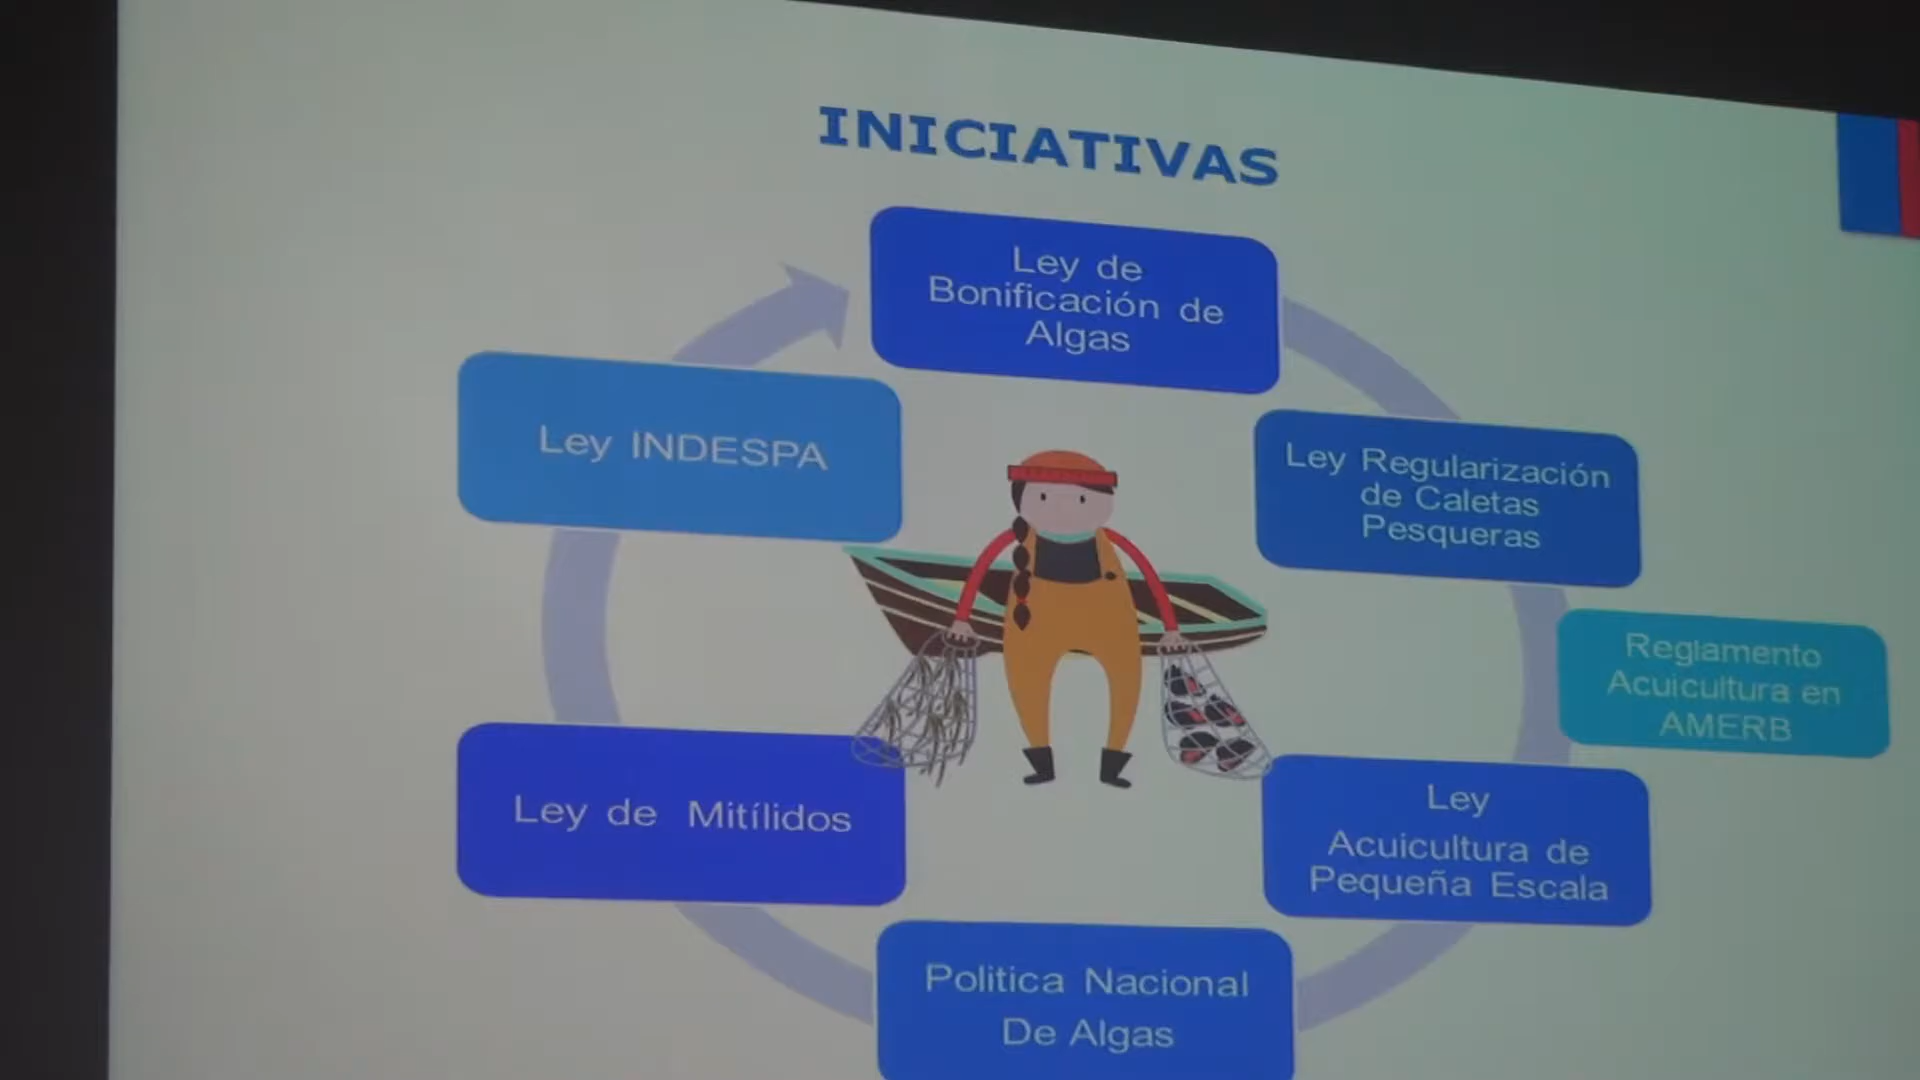 INICIATIVAS
Ley de
Bonificación de
Algas
Ley Regularización
de Caletas
Pesqueras
Reglamento
Acuicultura en
AMERB
Ley
Acuicultura de
Pequeña Escala
Politica Nacional
De Algas
Ley de Mitílidos
Ley INDESPA